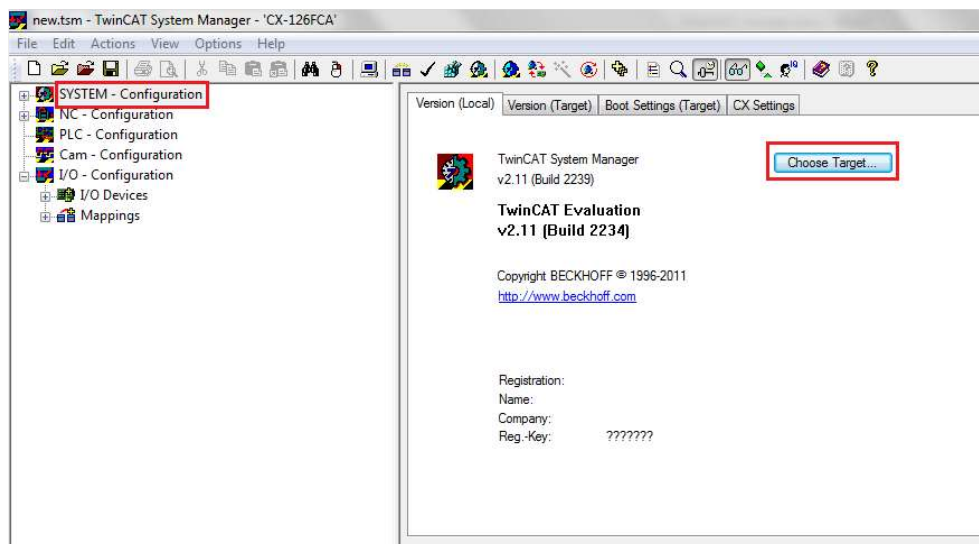 new.tsm - TwinCAT System Manager - 'CX-126FCA'
File Edit Actions View Options Help
SYSTEM - Configuration
NC - Configuration
PLC - Configuration
Cam - Configuration
I/O - Configuration
I/O Devices
Mappings
Version (Local) Version (Target) Boot Settings (Target) CX Settings
TwinCAT System Manager
v2.11 (Build 2239)
Choose Target...
TwinCAT Evaluation
v2.11 (Build 2234)
Copyright BECKHOFF © 1996-2011
http://www.beckhoff.com
Registration:
Name:
Company:
Reg.-Key: ???????